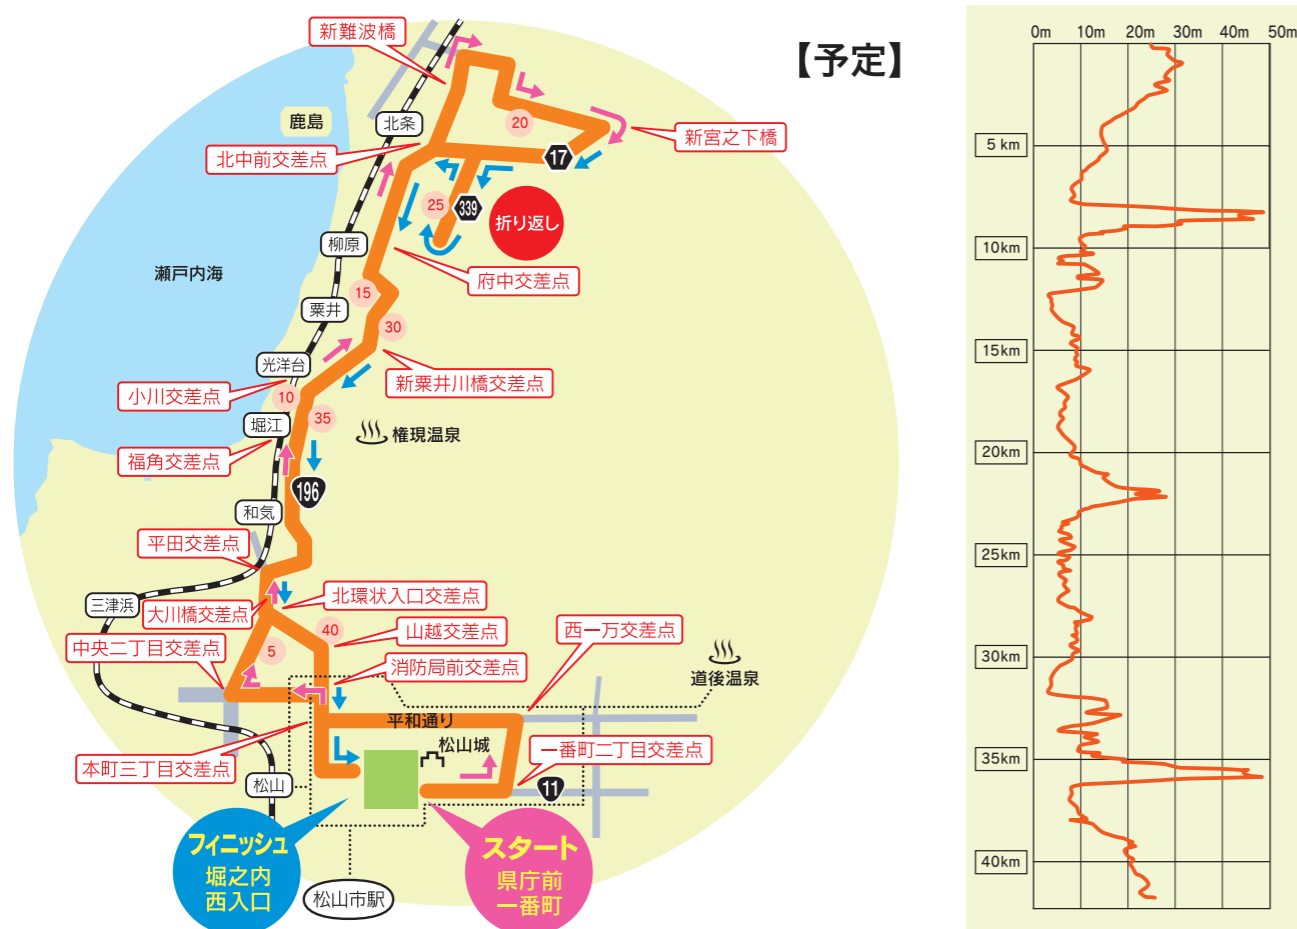 【予定】
新難波橋
鹿島
北条
20
新宮之下橋
北中前交差点
17
25
339
折り返し
柳原
瀬戸内海
府中交差点
15
粟井
30
光洋台
小川交差点
新粟井川橋交差点
10
35
堀江
権現温泉
福角交差点
196
和気
平田交差点
三津浜
大川橋交差点
北環状入口交差点
40
山越交差点
西一万交差点
中央二丁目交差点
5
消防局前交差点
道後温泉
平和通り
松山城
一番町二丁目交差点
本町三丁目交差点
松山
11
フィニッシュ
堀之内
西入口
スタート
県庁前
一番町
松山市駅
0m 10m 20m 30m 40m 50m
5 km
10km
15km
20km
25km
30km
35km
40km